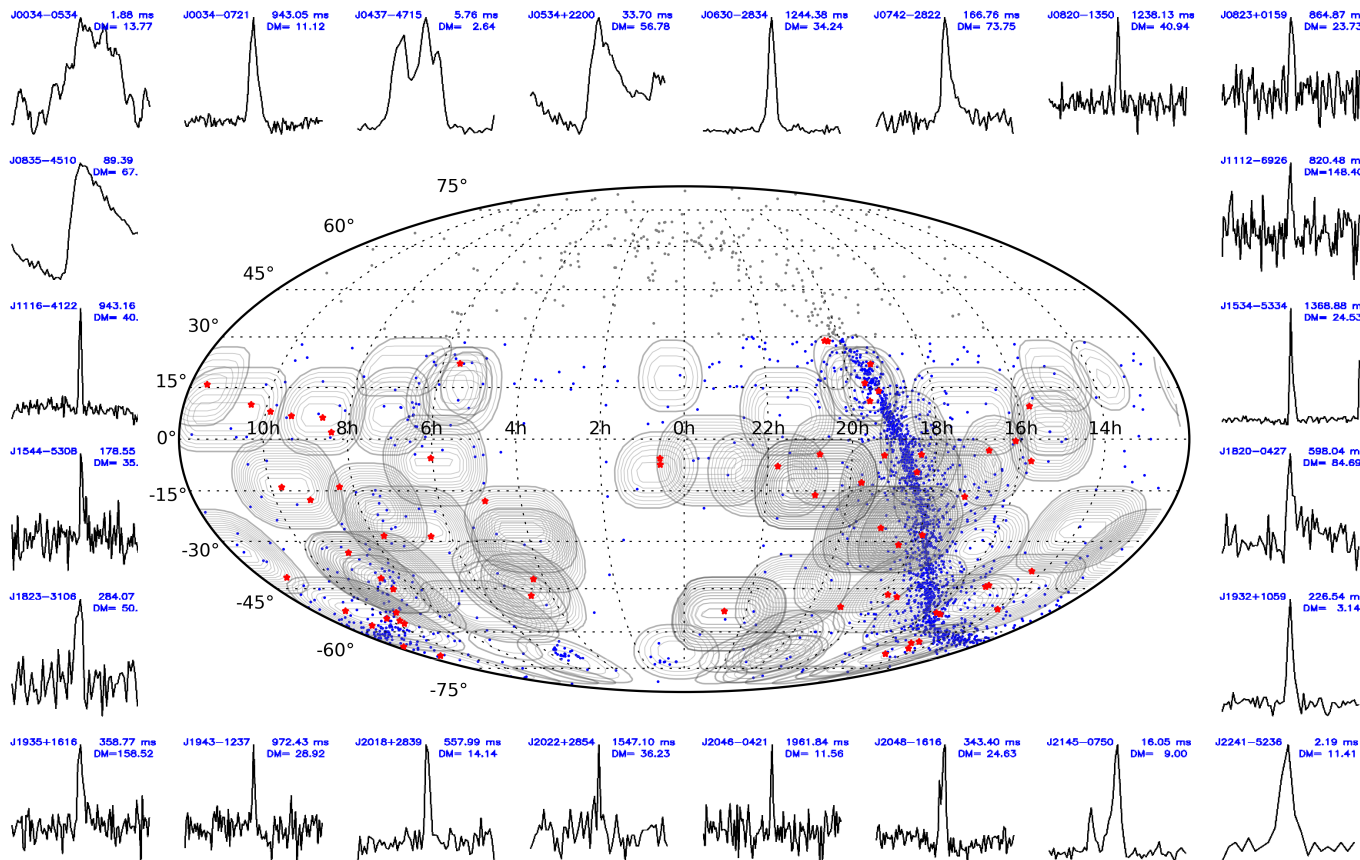 J0034−0534 1.88 ms
DM= 13.77
J0034−0721 943.05 ms
DM= 11.12
J0437−4715 5.76 ms
DM= 2.64
J0534+2200 33.70 ms
DM= 56.78
J0630−2834 1244.38 ms
DM= 34.24
J0742−2822 166.76 ms
DM= 73.75
J0820−1350 1238.13 ms
DM= 40.94
J0823+0159 864.87 m
DM= 23.73
J0835−4510 89.39
DM= 67.
J1112−6926 820.48 m
DM=148.40
75°
60°
45°
30°
15°
0°
-15°
-30°
-45°
-60°
-75°
10h 8h 6h 4h 2h 0h 22h 20h 18h 16h 14h
J1116−4122 943.16
DM= 40.
J1534−5334 1368.88 m
DM= 24.53
J1544−5308 178.55
DM= 35.
J1820−0427 598.04 m
DM= 84.69
J1823−3106 284.07
DM= 50.
J1932+1059 226.54 m
DM= 3.14
J1935+1616 358.77 ms
DM=158.52
J1943−1237 972.43 ms
DM= 28.92
J2018+2839 557.99 ms
DM= 14.14
J2022+2854 1547.10 ms
DM= 36.23
J2046−0421 1961.84 ms
DM= 11.56
J2048−1616 343.40 ms
DM= 24.63
J2145−0750 16.05 ms
DM= 9.00
J2241−5236 2.19 ms
DM= 11.41